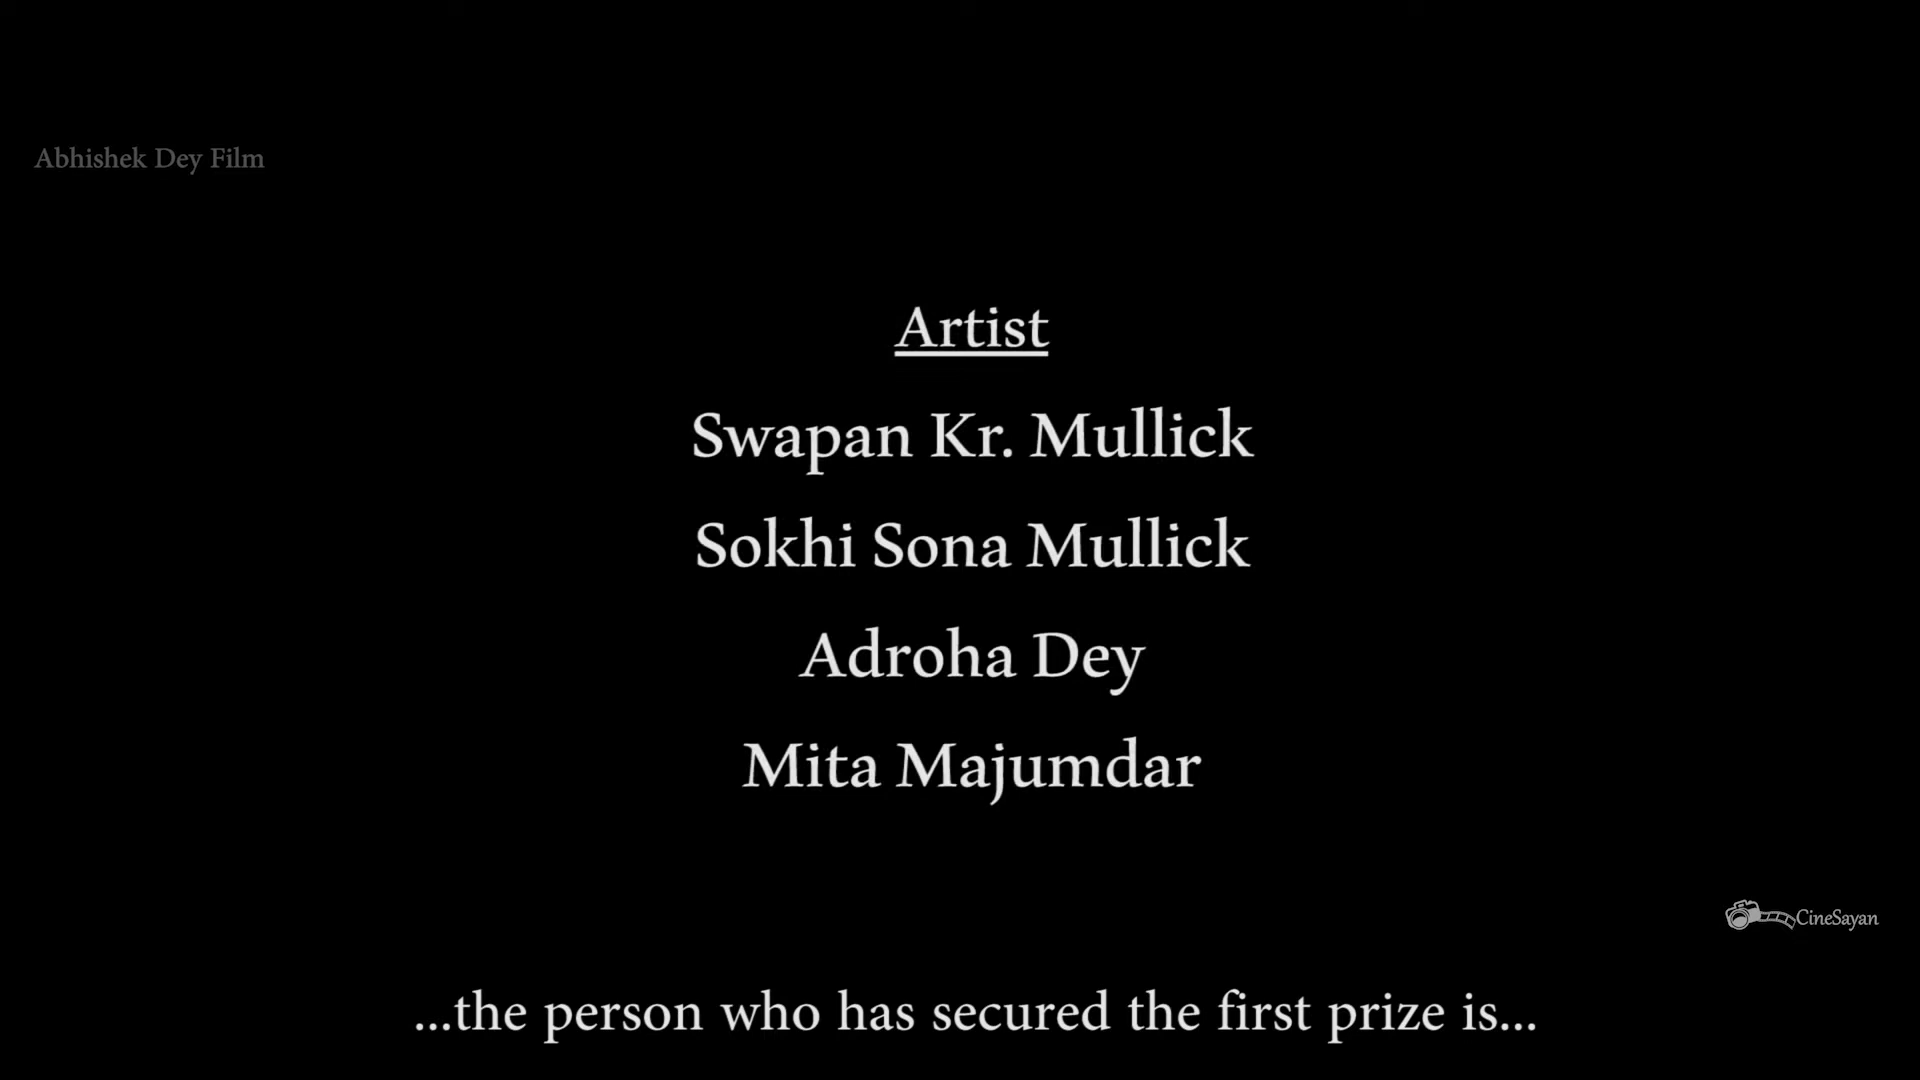 Abhishek Dey Film
Artist
Swapan Kr. Mullick
Sokhi Sona Mullick
Adroha Dey
Mita Majumdar
CineSayan
...the person who has secured the first prize is...